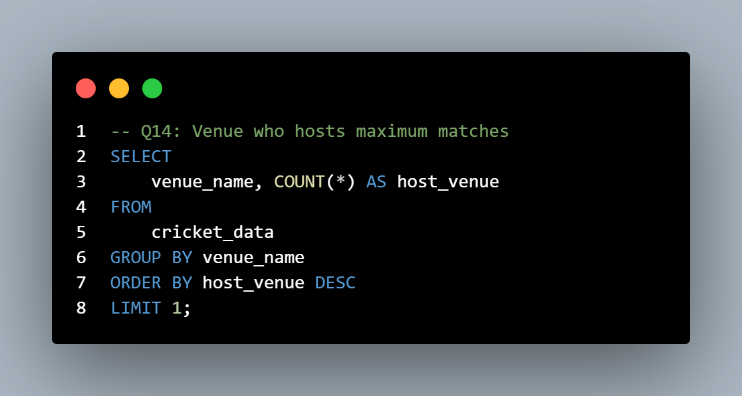 1 -- Q14: Venue who hosts maximum matches
2 SELECT
3     venue_name, COUNT(*) AS host_venue
4 FROM
5     cricket_data
6 GROUP BY venue_name
7 ORDER BY host_venue DESC
8 LIMIT 1;